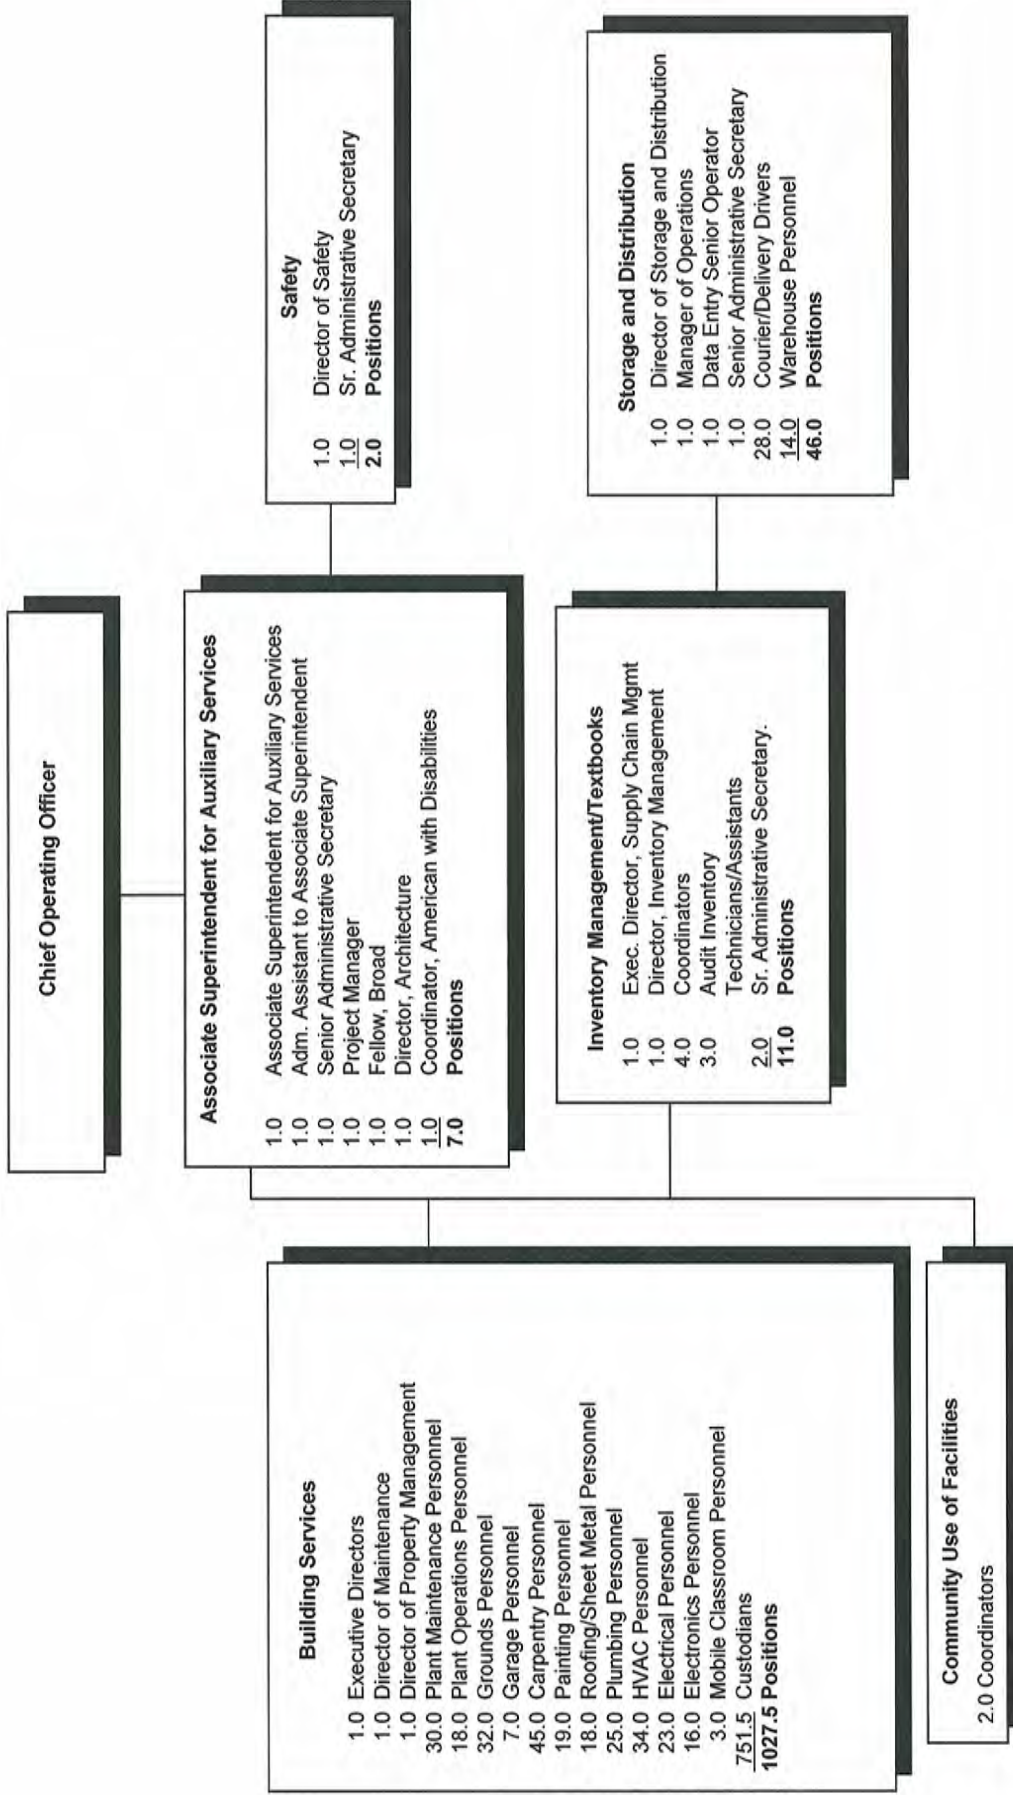 Chief Operating Officer
Associate Superintendent for Auxiliary Services
1.0 Associate Superintendent for Auxiliary Services
1.0 Adm. Assistant to Associate Superintendent
1.0 Senior Administrative Secretary
1.0 Project Manager
1.0 Fellow, Broad
1.0 Director, Architecture
1.0 Coordinator, American with Disabilities
7.0 Positions
Safety
1.0 Director of Safety
1.0 Sr. Administrative Secretary
2.0 Positions
Building Services
1.0 Executive Directors
1.0 Director of Maintenance
1.0 Director of Property Management
30.0 Plant Maintenance Personnel
18.0 Plant Operations Personnel
32.0 Grounds Personnel
7.0 Garage Personnel
45.0 Carpentry Personnel
19.0 Painting Personnel
18.0 Roofing/Sheet Metal Personnel
25.0 Plumbing Personnel
34.0 HVAC Personnel
23.0 Electrical Personnel
16.0 Electronics Personnel
3.0 Mobile Classroom Personnel
751.5 Custodians
1027.5 Positions
Inventory Management/Textbooks
1.0 Exec. Director, Supply Chain Mgmt
1.0 Director, Inventory Management
4.0 Coordinators
3.0 Audit Inventory
Technicians/Assistants
2.0 Sr. Administrative Secretary.
11.0 Positions
Storage and Distribution
1.0 Director of Storage and Distribution
1.0 Manager of Operations
1.0 Data Entry Senior Operator
1.0 Senior Administrative Secretary
28.0 Courier/Delivery Drivers
14.0 Warehouse Personnel
46.0 Positions
Community Use of Facilities
2.0 Coordinators